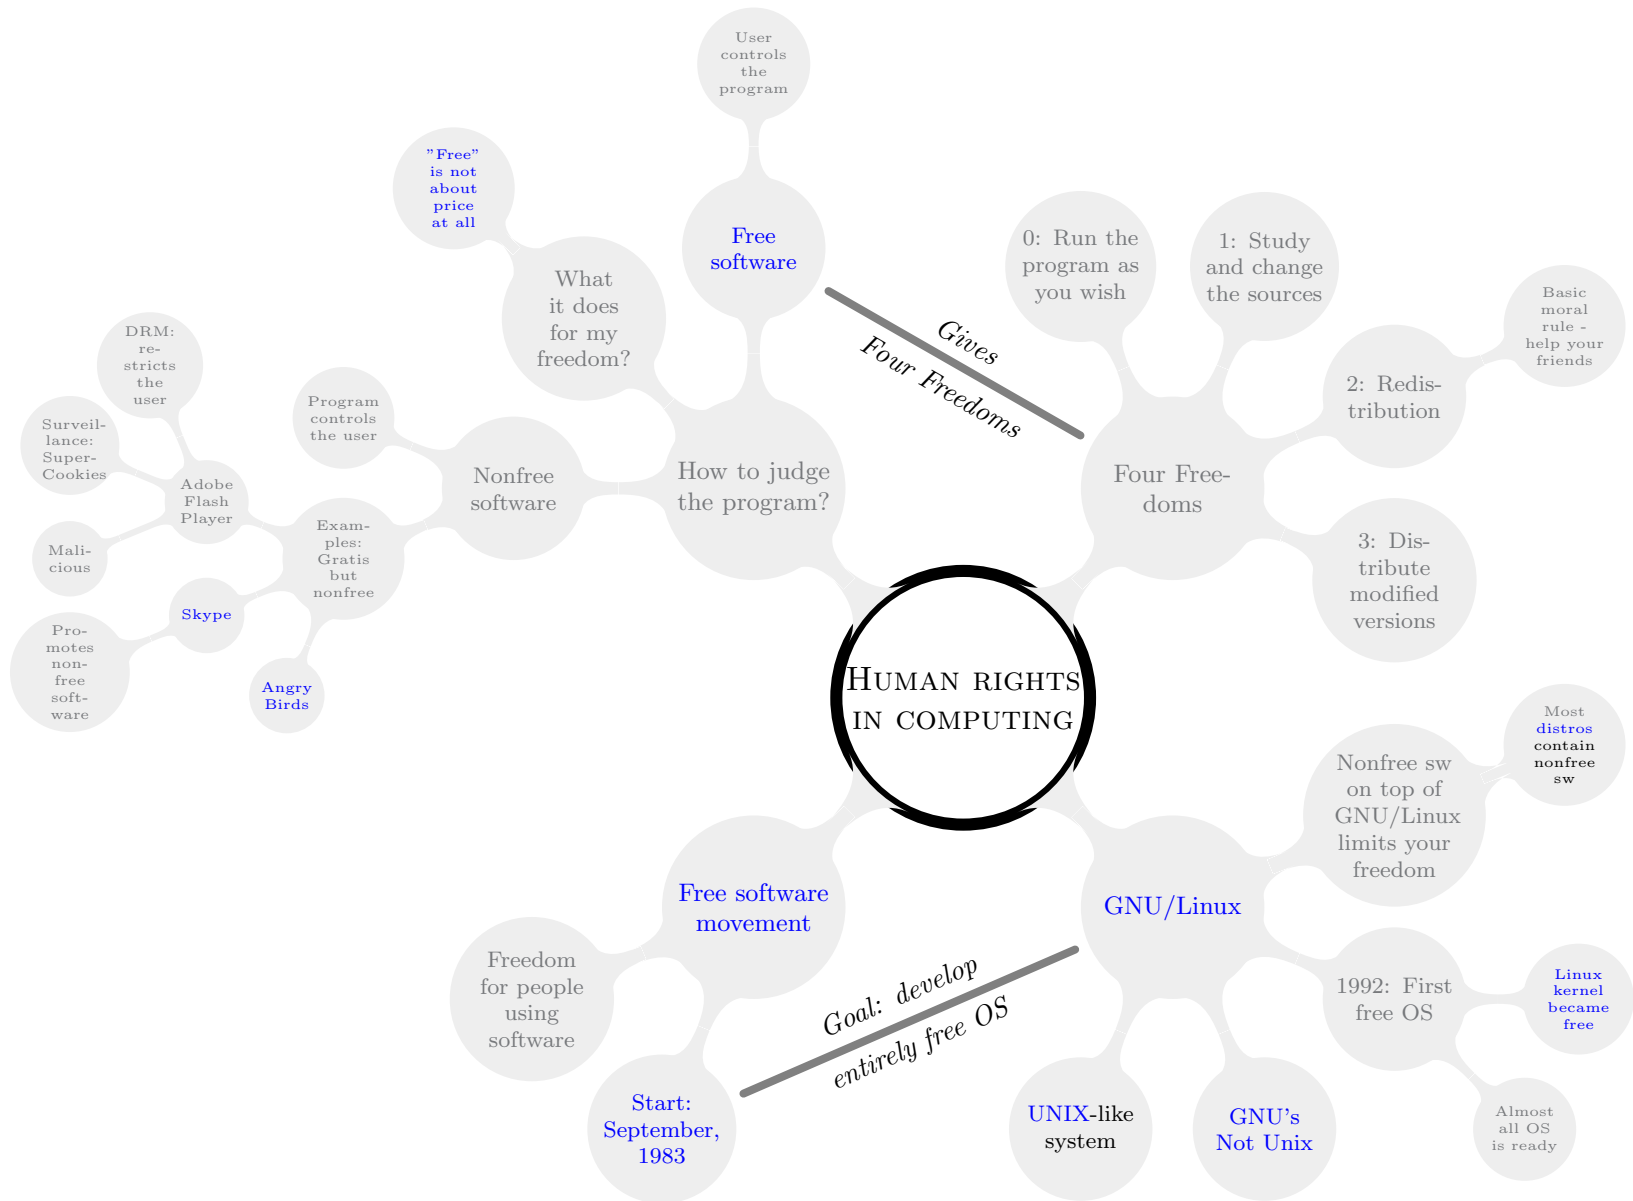 User
controls
the
program
"Free"
is not
about
price
at all
Free
software
What
it does
for my
freedom?
How to judge
the program?
Nonfree
software
Program
controls
the user
Exam-
ples:
Gratis
but
nonfree
Adobe
Flash
Player
DRM:
re-
stricts
the
user
Surveil-
lance:
Super-
Cookies
Mali-
cious
Skype
Pro-
motes
non-
free
soft-
ware
Angry
Birds
Gives
Four Freedoms
0: Run the
program as
you wish
1: Study
and change
the sources
2: Redis-
tribution
Basic
moral
rule -
help your
friends
Four Free-
doms
3: Dis-
tribute
modified
versions
HUMAN RIGHTS
IN COMPUTING
Free software
movement
Freedom
for people
using
software
Start:
September,
1983
Goal: develop
entirely free OS
GNU/Linux
Nonfree sw
on top of
GNU/Linux
limits your
freedom
Most
distros
contain
nonfree
sw
1992: First
free OS
Linux
kernel
became
free
Almost
all OS
is ready
UNIX-like
system
GNU's
Not Unix